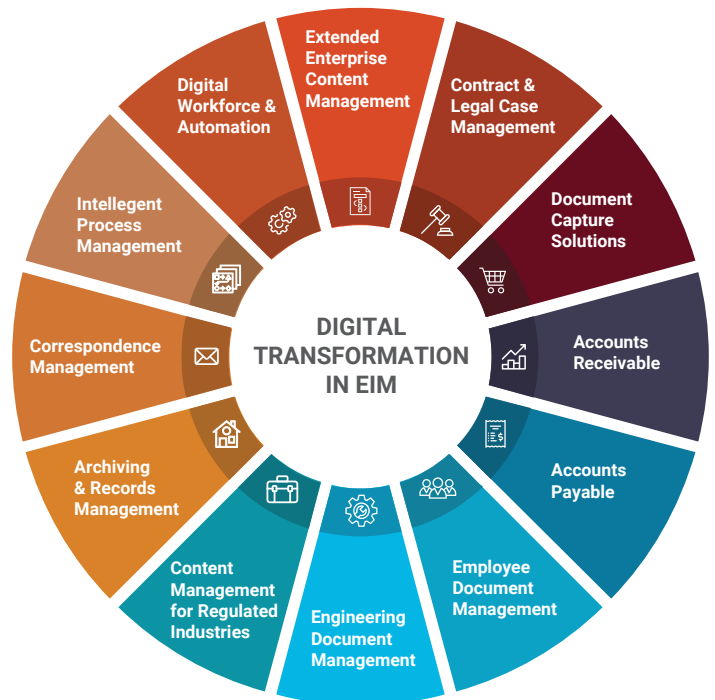 DIGITAL
TRANSFORMATION
IN EIM
Extended
Enterprise
Content
Management
Contract &
Legal Case
Management
Document
Capture
Solutions
Accounts
Receivable
Accounts
Payable
Employee
Document
Management
Engineering
Document
Management
Content
Management
for Regulated
Industries
Archiving
& Records
Management
Correspondence
Management
Intellegent
Process
Management
Digital
Workforce &
Automation